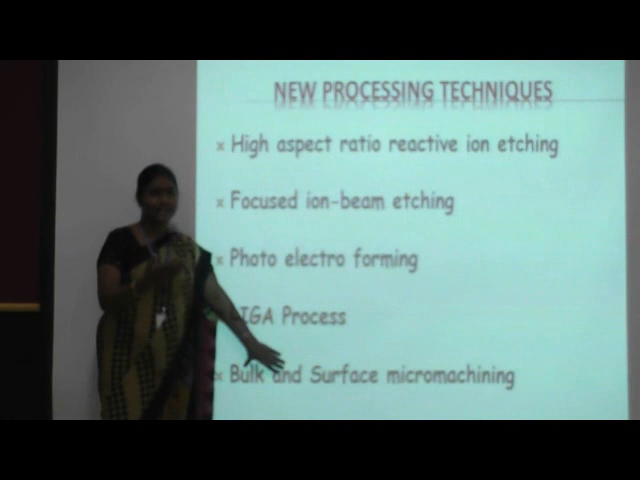 NEW PROCESSING TECHNIQUES
× High aspect ratio reactive ion etching
× Focused ion-beam etching
× Photo electro forming
LIGA Process
× Bulk and Surface micromachining